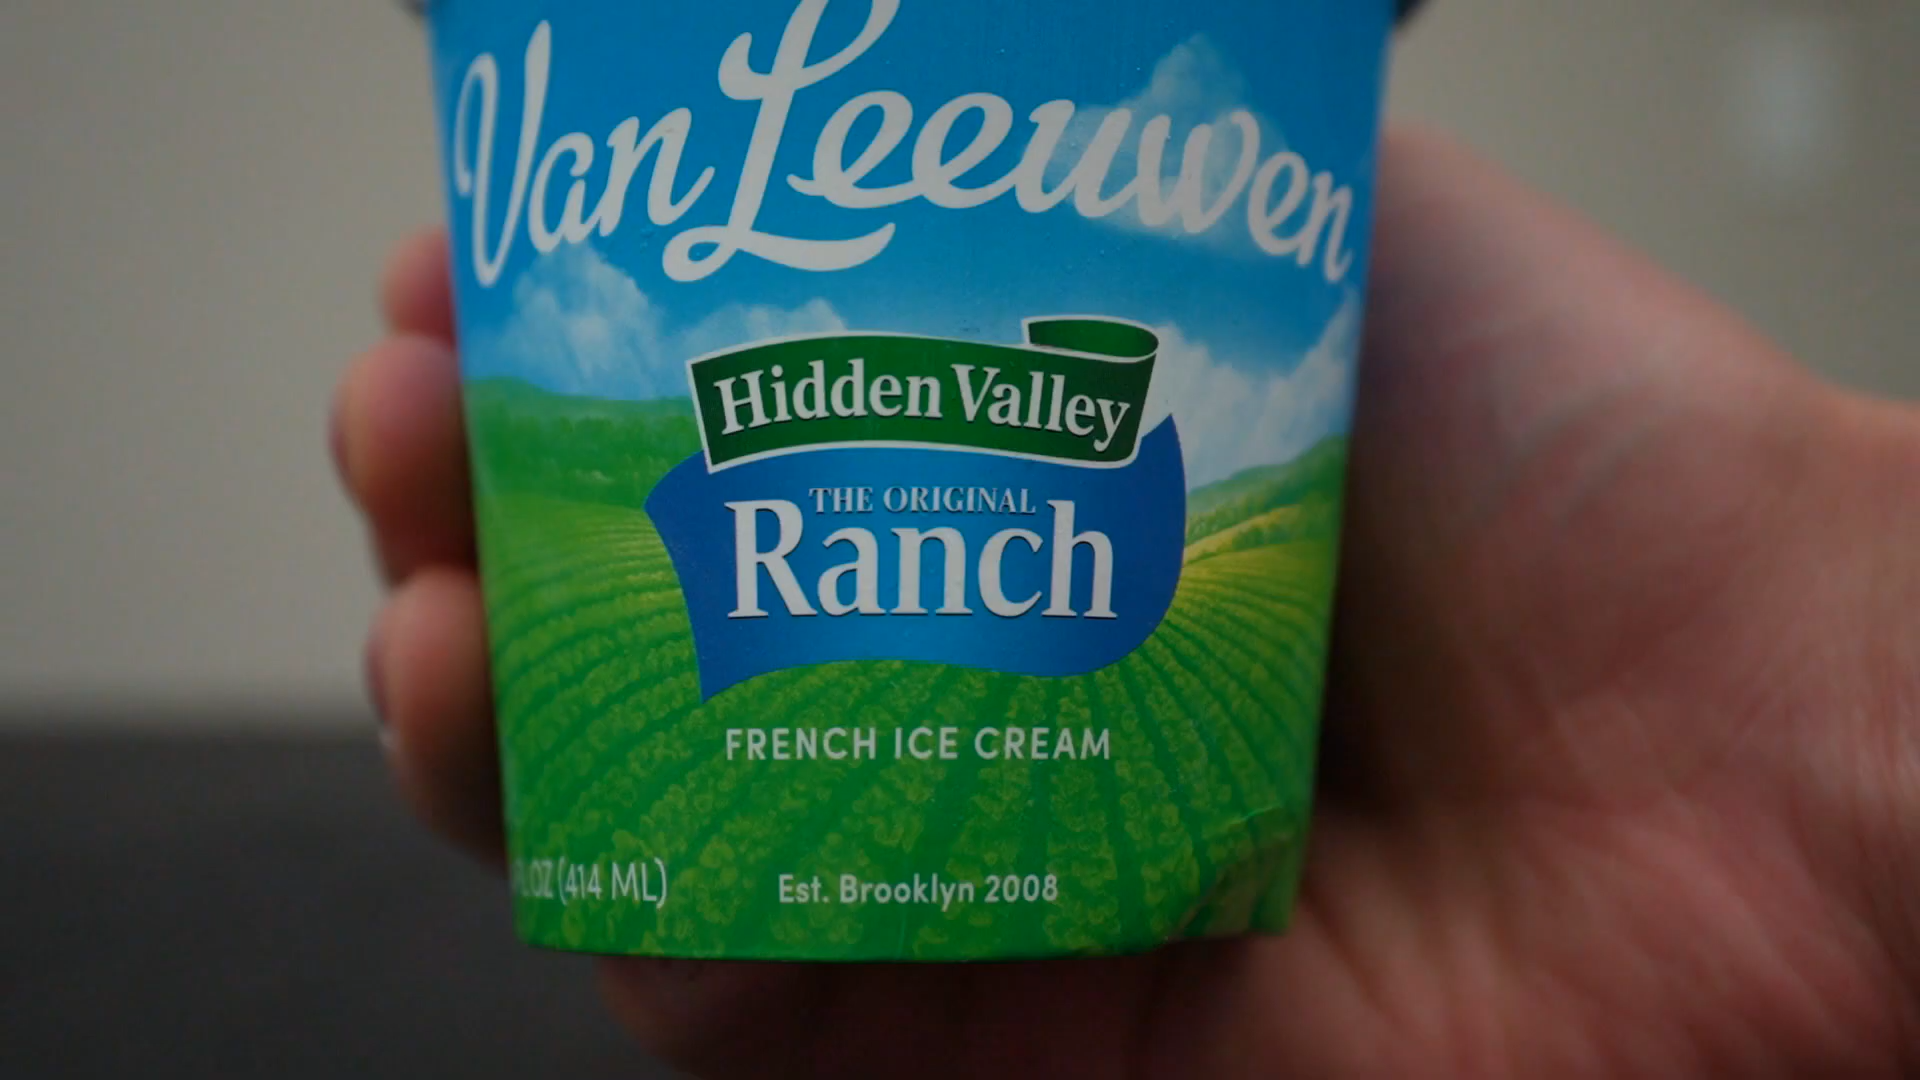 Van Leeuwen
Hidden Valley
THE ORIGINAL
Ranch
FRENCH ICE CREAM
OZ (414 ML)
Est. Brooklyn 2008